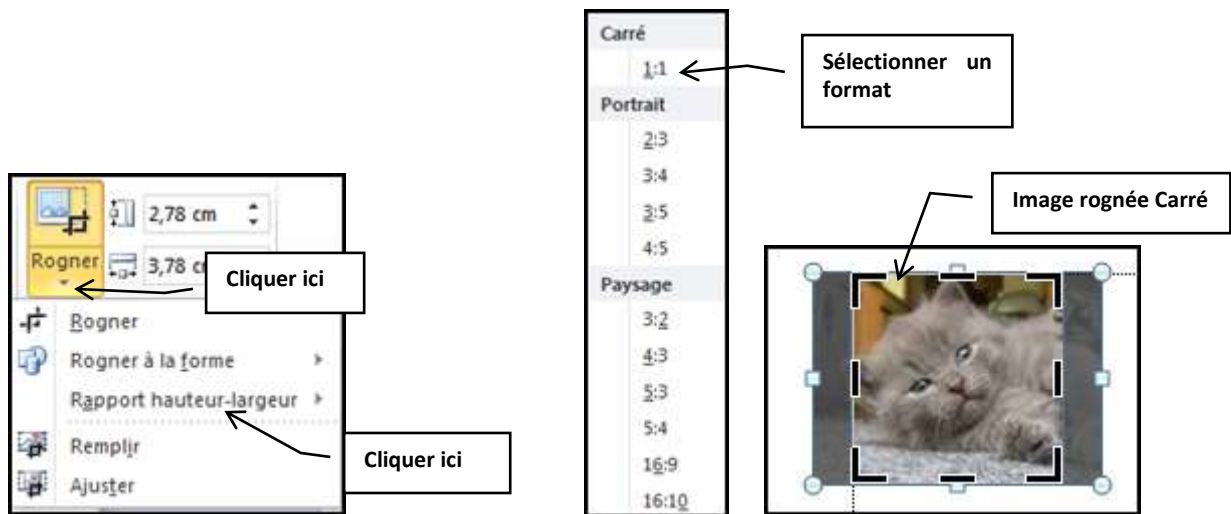 2,78 cm
Rogner
3,78 c
Cliquer ici
Rogner
Rogner à la forme
Rapport hauteur-largeur
Cliquer ici
Remplir
Ajuster
Carré
1:1
Sélectionner un
format
Portrait
2:3
3:4
3:5
4:5
Paysage
3:2
4:3
5:3
5:4
16:9
16:10
Image rognée Carré